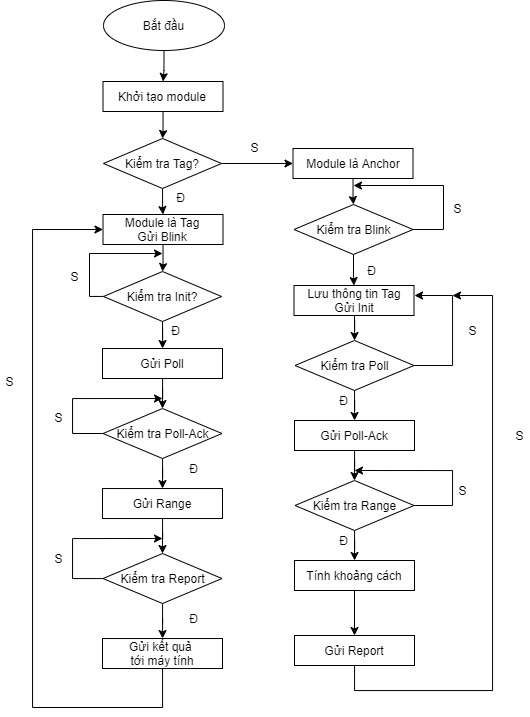 Bắt đầu
Khởi tạo module
Kiểm tra Tag?
S
Module là Anchor
Đ
Module là Tag
Gửi Blink
S
Kiểm tra Init?
Đ
Gửi Poll
S
Kiểm tra Poll-Ack
Đ
Gửi Range
S
Kiểm tra Report
Đ
Gửi kết quả
tới máy tính
S
Kiểm tra Blink
S
Đ
Lưu thông tin Tag
Gửi Init
S
Kiểm tra Poll
Đ
Gửi Poll-Ack
Kiểm tra Range
S
Đ
Tính khoảng cách
Gửi Report
S